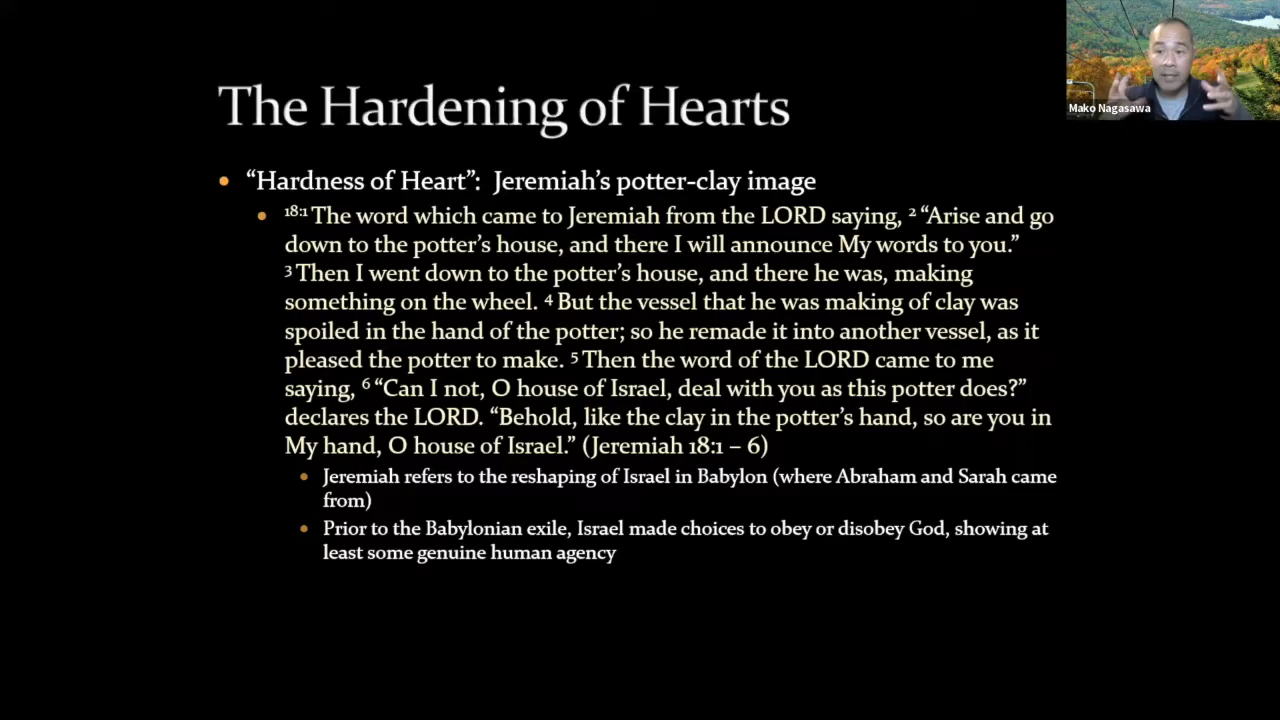 The Hardening of Hearts
Mako Nagasawa
• “Hardness of Heart”: Jeremiah’s potter-clay image
• 18:1 The word which came to Jeremiah from the LORD saying, 2 “Arise and go
down to the potter’s house, and there I will announce My words to you.”
3 Then I went down to the potter’s house, and there he was, making
something on the wheel. 4 But the vessel that he was making of clay was
spoiled in the hand of the potter; so he remade it into another vessel, as it
pleased the potter to make. 5 Then the word of the LORD came to me
saying, 6 “Can I not, O house of Israel, deal with you as this potter does?”
declares the LORD. “Behold, like the clay in the potter’s hand, so are you in
My hand, O house of Israel.” (Jeremiah 18:1 – 6)
• Jeremiah refers to the reshaping of Israel in Babylon (where Abraham and Sarah came
from)
• Prior to the Babylonian exile, Israel made choices to obey or disobey God, showing at
least some genuine human agency